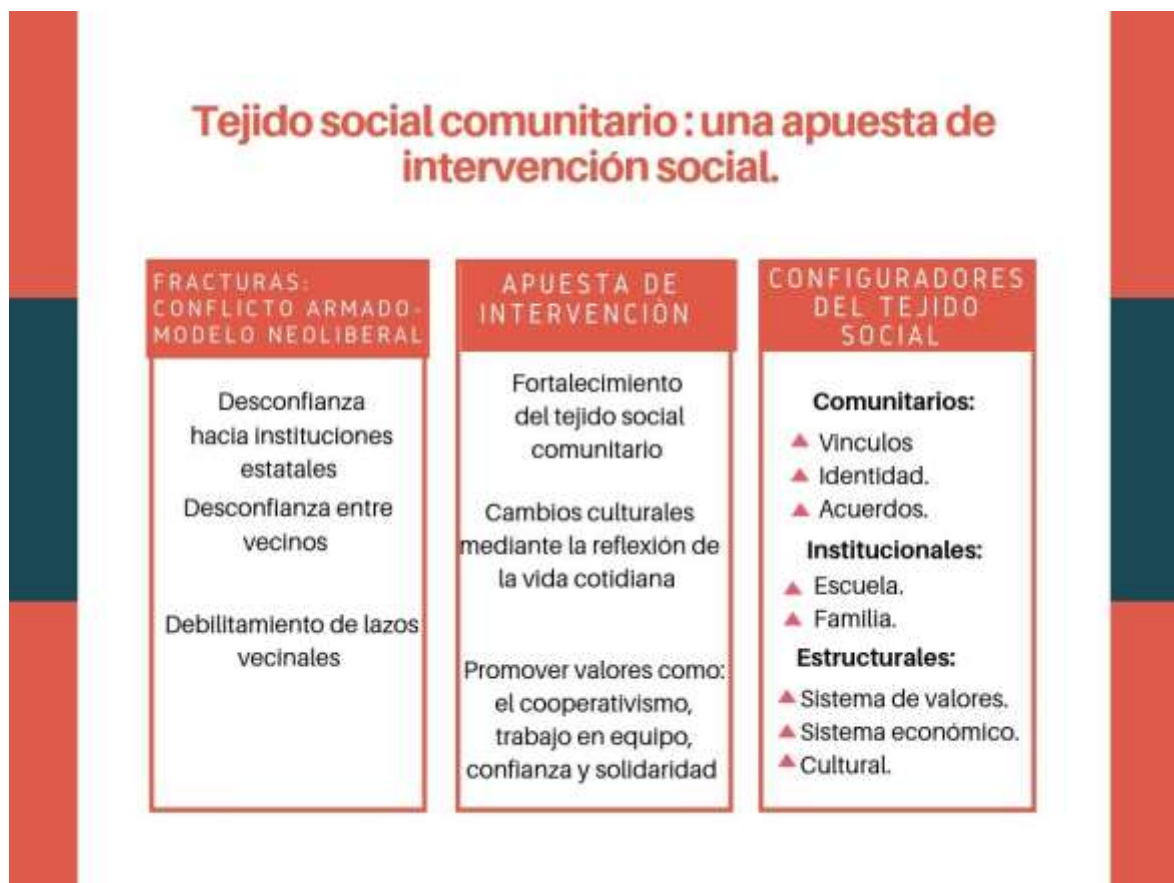 Tejido social comunitario : una apuesta de
intervención social.
FRACTURAS:
CONFLICTO ARMADO-
MODELO NEOLIBERAL
Desconfianza
hacia instituciones
estatales
Desconfianza entre
vecinos
Debilitamiento de lazos
vecinales
APUESTA DE
INTERVENCIÓN
Fortalecimiento
del tejido social
comunitario
Cambios culturales
mediante la reflexión de
la vida cotidiana
Promover valores como:
el cooperativismo,
trabajo en equipo,
confianza y solidaridad
CONFIGURADORES
DEL TEJIDO
SOCIAL
Comunitarios:
Vinculos
Identidad.
Acuerdos.
Institucionales:
Escuela.
Familia.
Estructurales:
Sistema de valores.
Sistema económico.
Cultural.